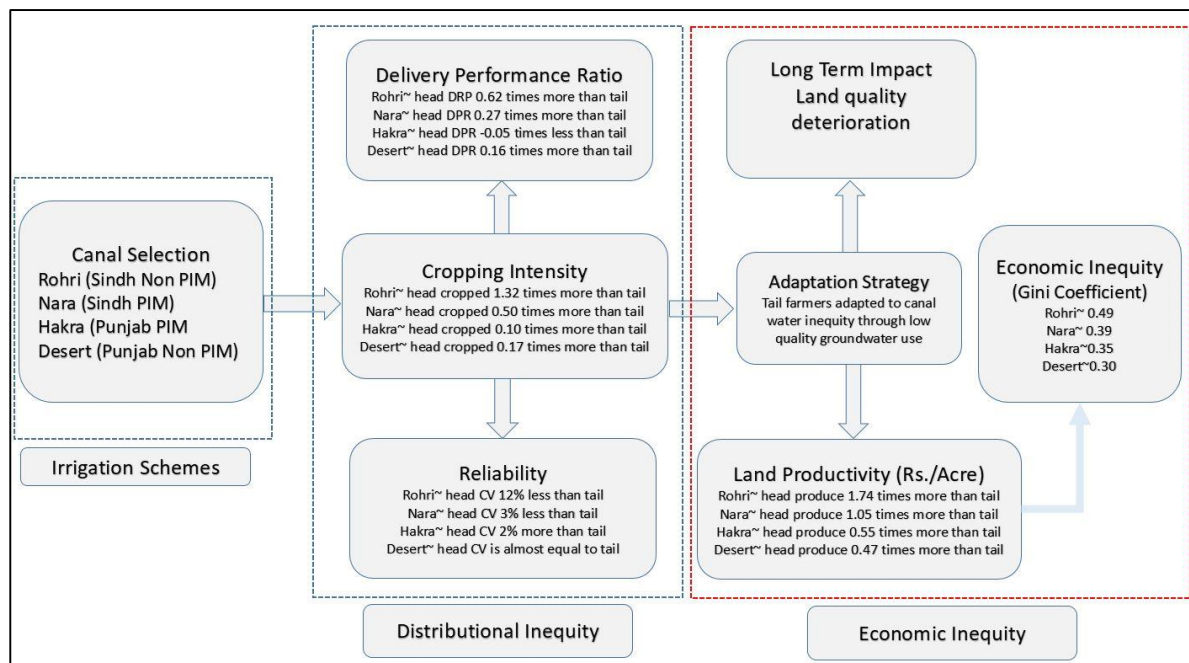 Canal Selection
Rohri (Sindh Non PIM)
Nara (Sindh PIM)
Hakra (Punjab PIM
Desert (Punjab Non PIM)
Irrigation Schemes
Delivery Performance Ratio
Rohri~ head DRP 0.62 times more than tail
Nara~ head DPR 0.27 times more than tail
Hakra~ head DPR -0.05 times less than tail
Desert~ head DPR 0.16 times more than tail
Cropping Intensity
Rohri~ head cropped 1.32 times more than tail
Nara~ head cropped 0.50 times more than tail
Hakra~ head cropped 0.10 times more than tail
Desert~ head cropped 0.17 times more than tail
Reliability
Rohri~ head CV 12% less than tail
Nara~ head CV 3% less than tail
Hakra~ head CV 2% more than tail
Desert~ head CV is almost equal to tail
Distributional Inequity
Long Term Impact
Land quality
deterioration
Adaptation Strategy
Tail farmers adapted to canal
water inequity through low
quality groundwater use
Land Productivity (Rs./Acre)
Rohri~ head produce 1.74 times more than tail
Nara~ head produce 1.05 times more than tail
Hakra~ head produce 0.55 times more than tail
Desert~ head produce 0.47 times more than tail
Economic Inequity
(Gini Coefficient)
Rohri~ 0.49
Nara~ 0.39
Hakra~0.35
Desert~0.30
Economic Inequity